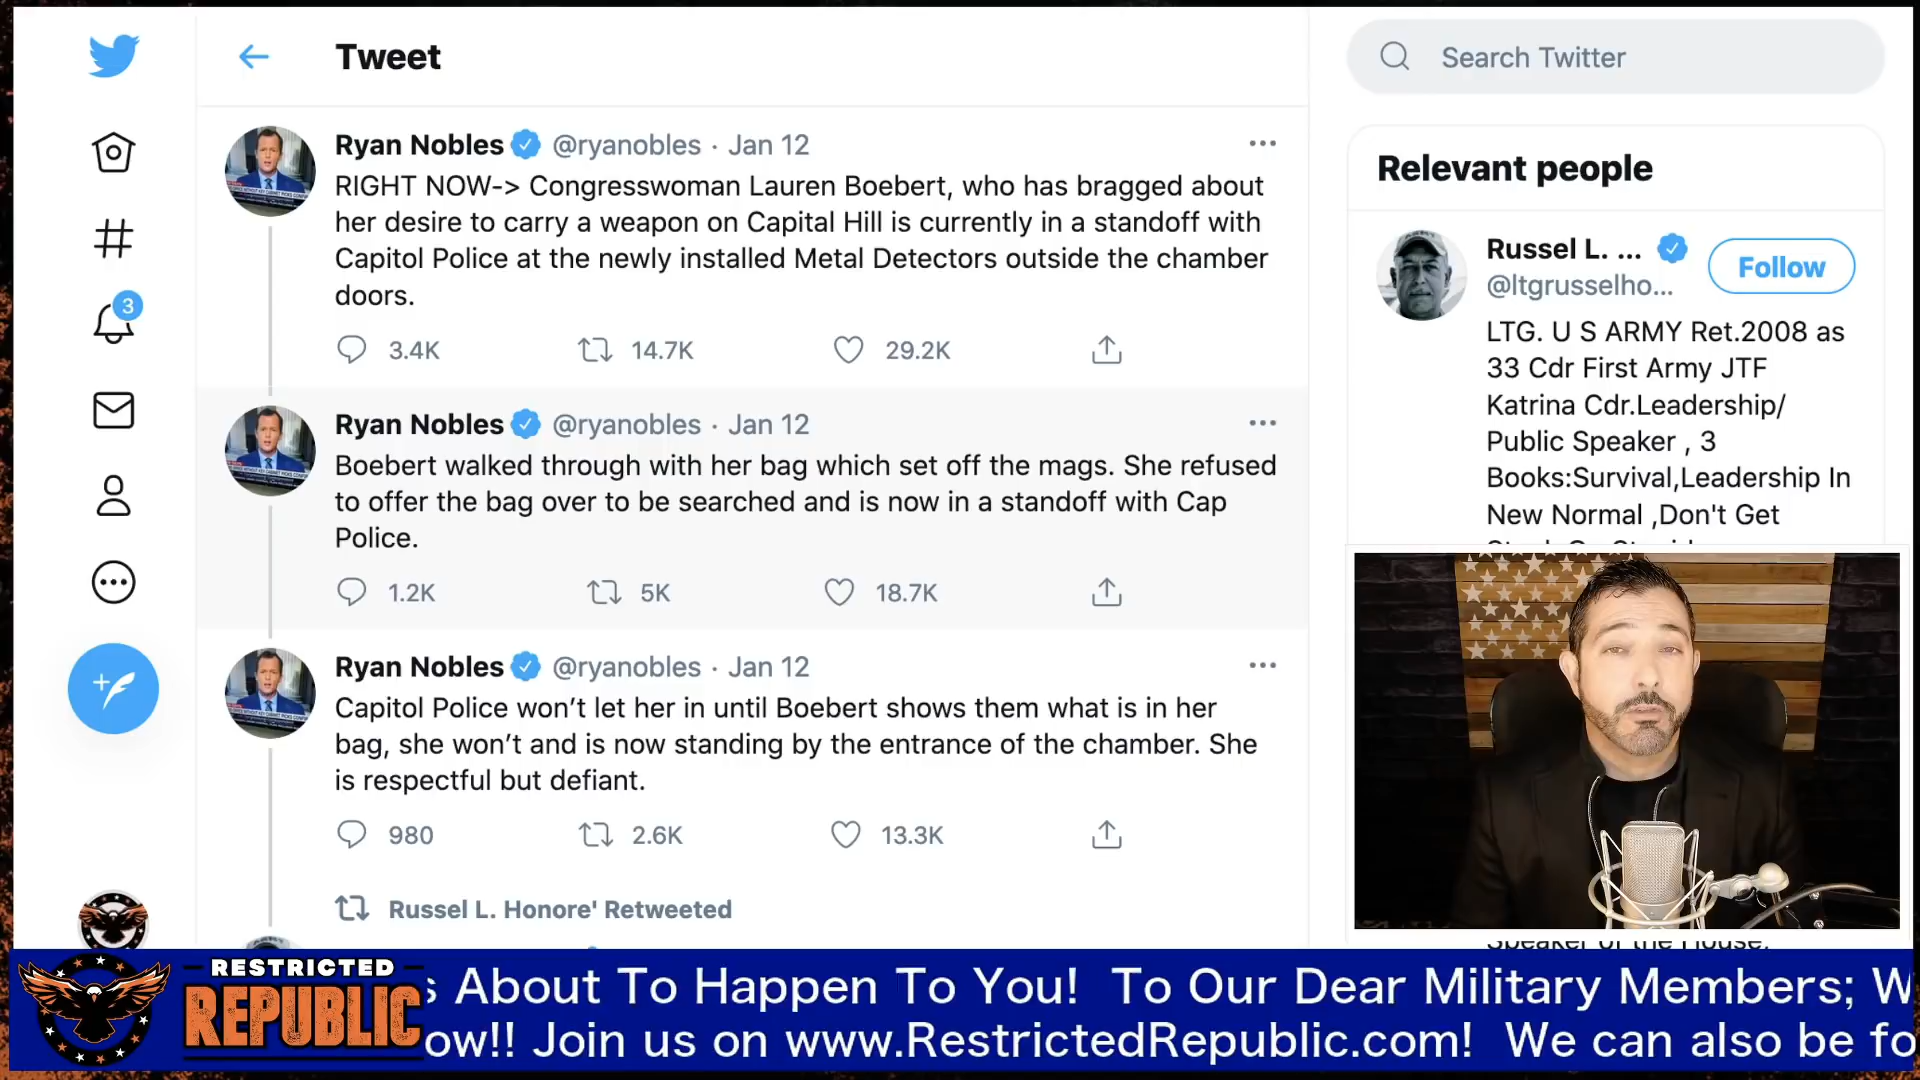 Tweet
Search Twitter
Ryan Nobles @ryanobles · Jan 12
RIGHT NOW-> Congresswoman Lauren Boebert, who has bragged about
her desire to carry a weapon on Capital Hill is currently in a standoff with
Capitol Police at the newly installed Metal Detectors outside the chamber
doors.
3.4K 14.7K 29.2K
3
Ryan Nobles @ryanobles · Jan 12
Boebert walked through with her bag which set off the mags. She refused
to offer the bag over to be searched and is now in a standoff with Cap
Police.
1.2K 5K 18.7K
Ryan Nobles @ryanobles · Jan 12
Capitol Police won't let her in until Boebert shows them what is in her
bag, she won't and is now standing by the entrance of the chamber. She
is respectful but defiant.
980 2.6K 13.3K
Russel L. Honore' Retweeted
Relevant people
Russel L. ...
@ltgrusselho...
Follow
LTG. U S ARMY Ret.2008 as
33 Cdr First Army JTF
Katrina Cdr.Leadership/
Public Speaker , 3
Books:Survival,Leadership In
New Normal ,Don't Get
Speaker of the House,
RESTRICTED
REPUBLIC
About To Happen To You! To Our Dear Military Members; W
ow!! Join us on www.RestrictedRepublic.com! We can also be fo